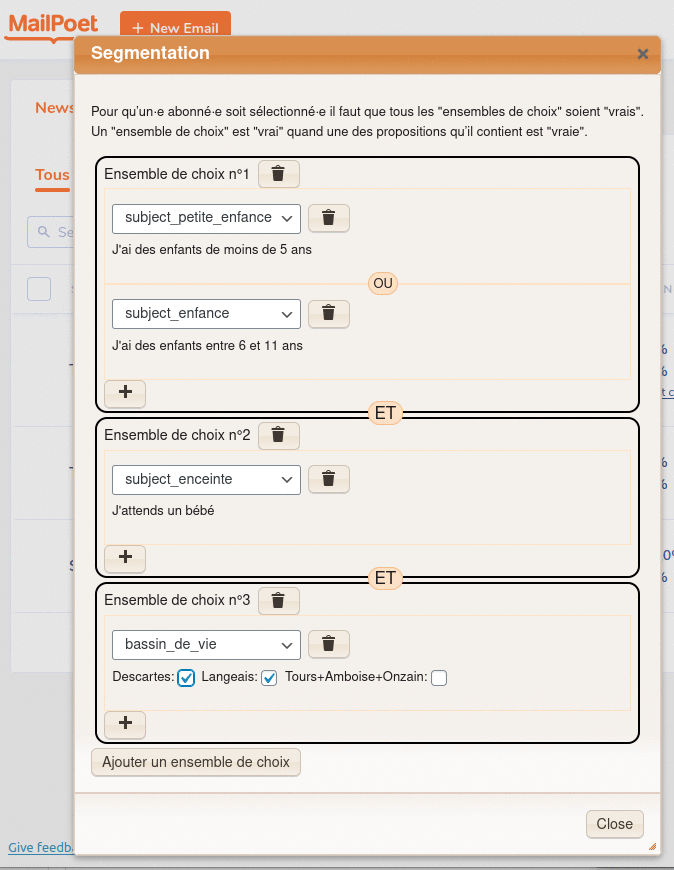 MailPoet
+ New Email
Segmentation
Pour qu'un·e abonné·e soit sélectionné·e il faut que tous les "ensembles de choix" soient "vrais".
Un "ensemble de choix" est "vrai" quand une des propositions qu'il contient est "vraie".
News
Tous
Se
Ensemble de choix n°1
subject_petite_enfance
J'ai des enfants de moins de 5 ans
OU
subject_enfance
J'ai des enfants entre 6 et 11 ans
+
ET
Ensemble de choix n°2
subject_enceinte
J'attends un bébé
+
ET
Ensemble de choix n°3
bassin_de_vie
Descartes: Langeais: Tours+Amboise+Onzain:
+
Ajouter un ensemble de choix
Close
Give feedb